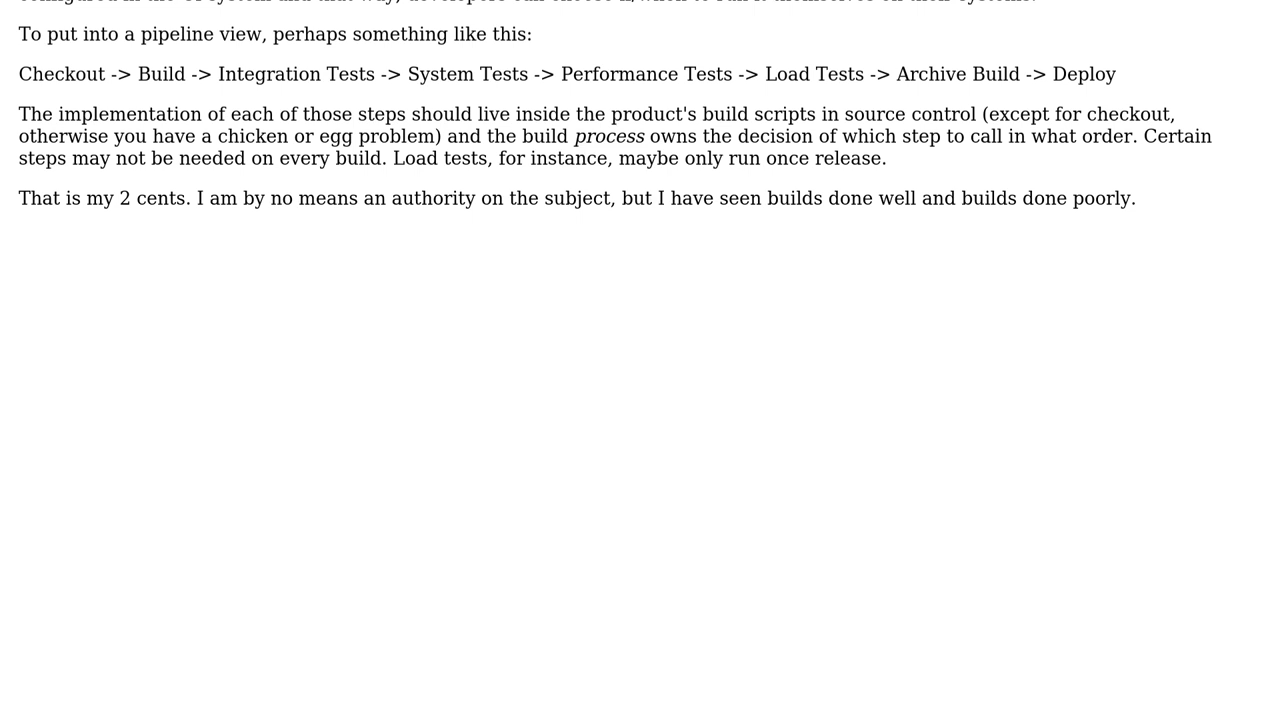 To put into a pipeline view, perhaps something like this:
Checkout -> Build -> Integration Tests -> System Tests -> Performance Tests -> Load Tests -> Archive Build -> Deploy
The implementation of each of those steps should live inside the product's build scripts in source control (except for checkout,
otherwise you have a chicken or egg problem) and the build process owns the decision of which step to call in what order. Certain
steps may not be needed on every build. Load tests, for instance, maybe only run once release.
That is my 2 cents. I am by no means an authority on the subject, but I have seen builds done well and builds done poorly.